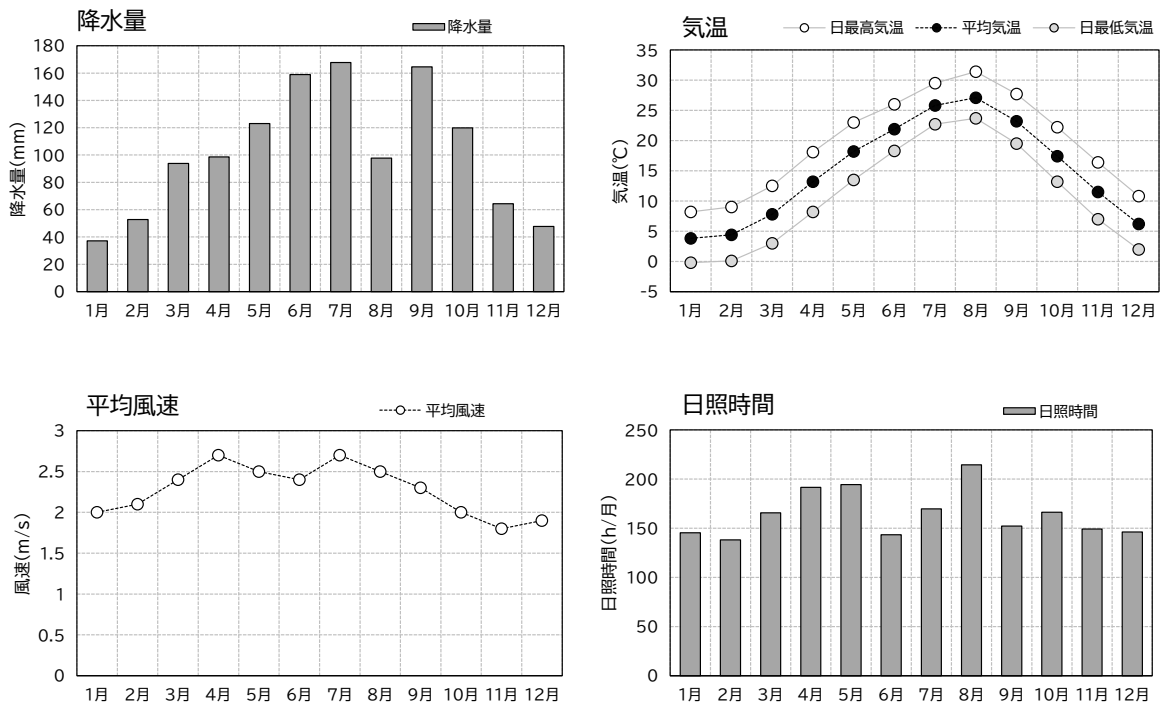 降水量
降水量
降水量(mm)
180
160
140
120
100
80
60
40
20
0
1月 2月 3月 4月 5月 6月 7月 8月 9月 10月 11月 12月
気温
日最高気温 平均気温 日最低気温
気温(℃)
35
30
25
20
15
10
5
0
-5
1月 2月 3月 4月 5月 6月 7月 8月 9月 10月 11月 12月
平均風速
平均風速
風速(m/s)
3
2.5
2
1.5
1
0.5
0
1月 2月 3月 4月 5月 6月 7月 8月 9月 10月 11月 12月
日照時間
日照時間
日照時間(h/月)
250
200
150
100
50
0
1月 2月 3月 4月 5月 6月 7月 8月 9月 10月 11月 12月